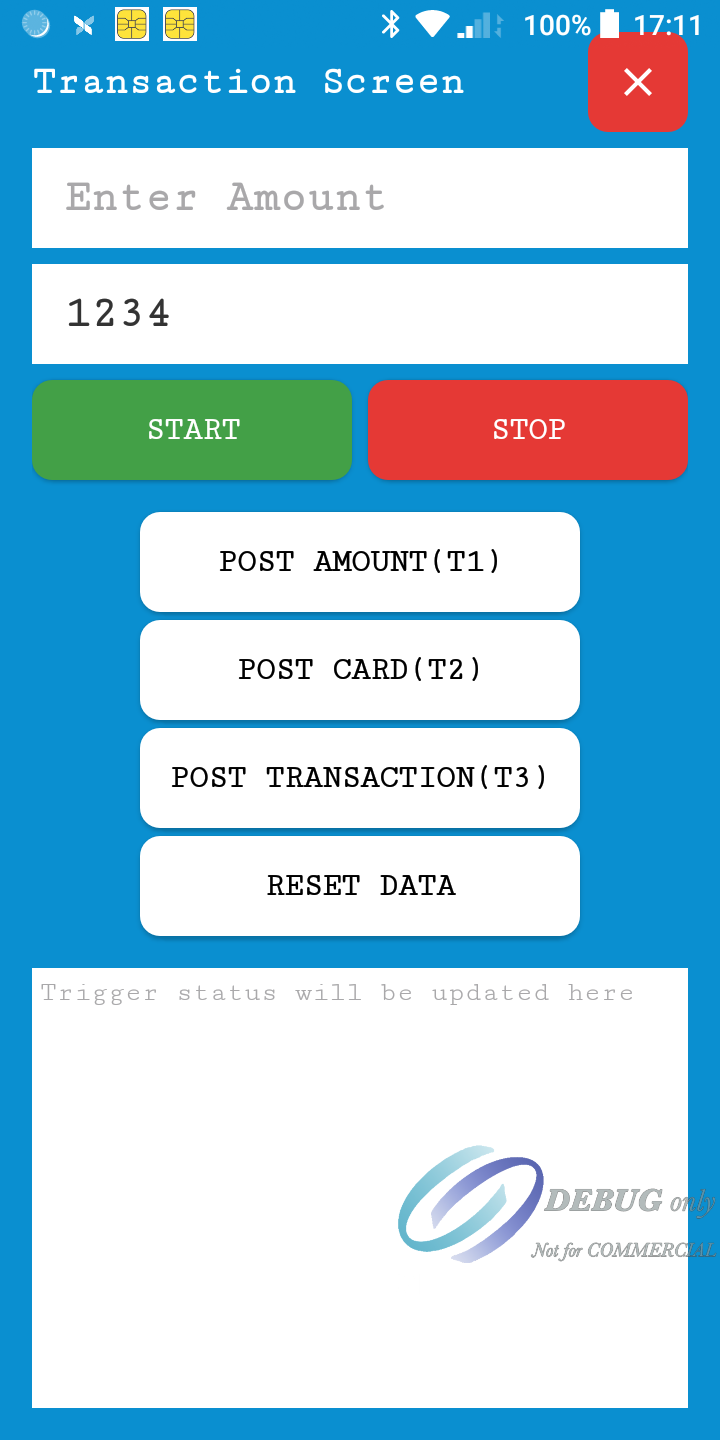 100% 17:11
Transaction Screen
Enter Amount
1234
START STOP
POST AMOUNT(T1)
POST CARD(T2)
POST TRANSACTION(T3)
RESET DATA
Trigger status will be updated here
DEBUG only
Not for COMMERCIAL